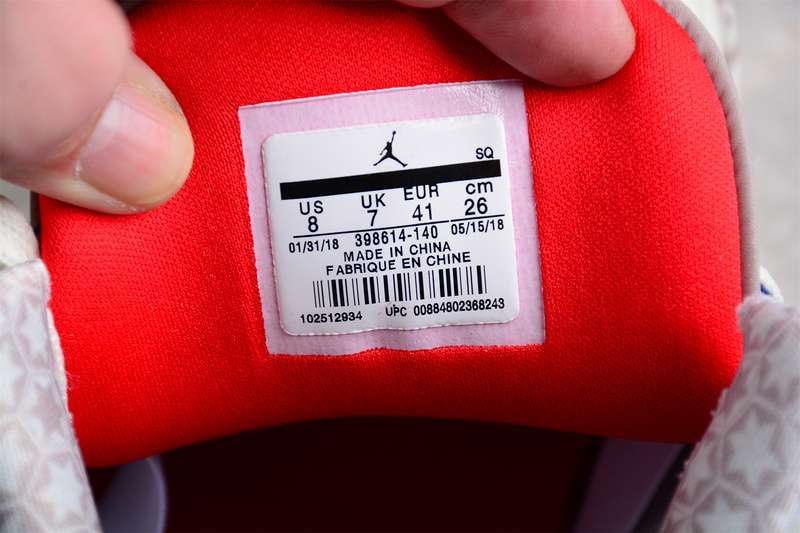 SQ
US UK EUR cm
8 7 41 26
01/31/18 398614-140 05/15/18
MADE IN CHINA
FABRIQUE EN CHINE
102512934 UPC 00884802368243